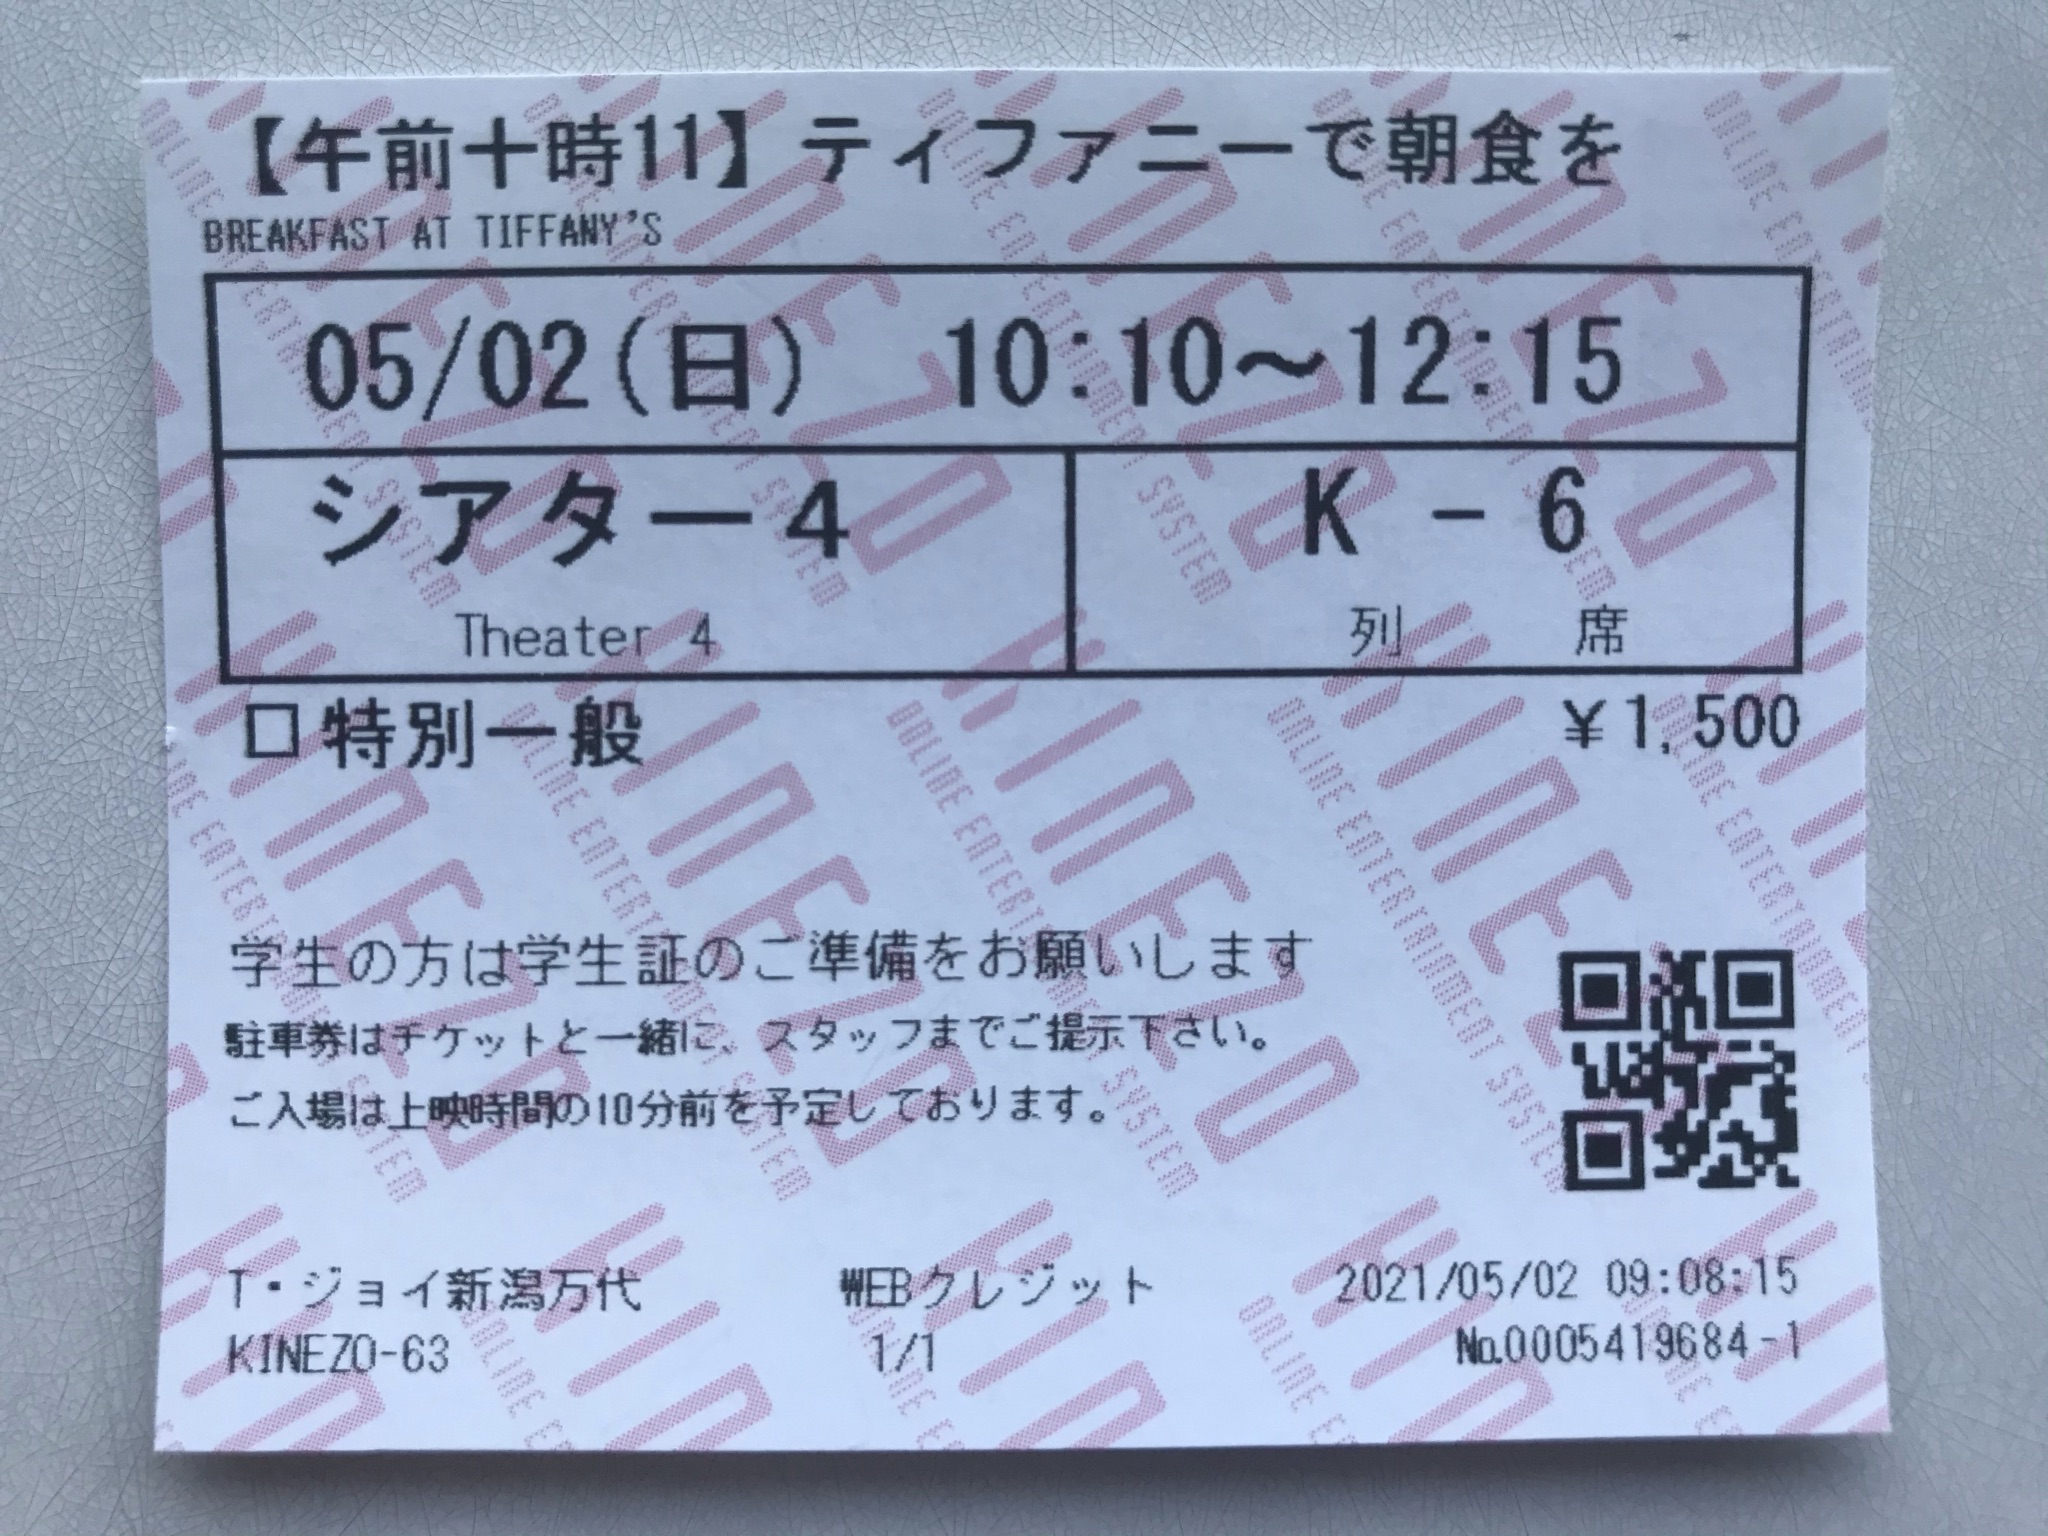 【午前十時11】ティファニーで朝食を
BREAKFAST AT TIFFANY'S
05/02(日) 10:10～12:15
シアター4
Theater 4
K - 6
列 席
□特別一般 ¥1,500
学生の方は学生証のご準備をお願いします
駐車券はチケットと一緒に、スタッフまでご提示下さい。
ご入場は上映時間の10分前を予定しております。
T・ジョイ新潟万代 WEBクレジット 2021/05/02 09:08:15
KINEZO-63 1/1 No.0005419684-1
KINEZO
ONLINE ENTERTAINMENT SYSTEM